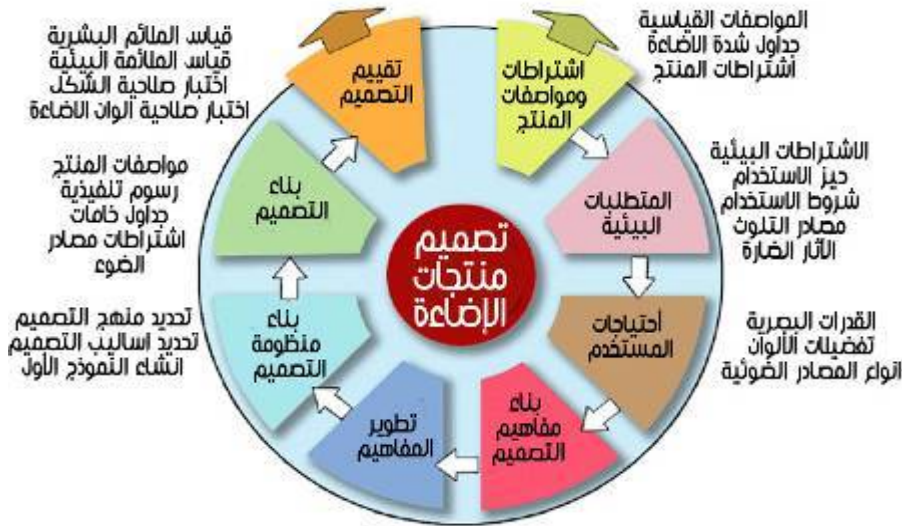 تصميم
منتجات
الإضاءة
اشتراطات
ومواصفات
المنتج
المواصفات القياسية
جداول شدة الاضاءة
اشتراطات المنتج
المتطلبات
البيئية
الاشتراطات البيئية
حيز الاستخدام
شروط الاستخدام
مصادر التلوث
الآثار الضارة
أحتياجات
المستخدم
القدرات البصرية
تفضيلات الألوان
انواع المصادر الضوئية
بناء
مفاهيم
التصميم
تطوير
المفاهيم
بناء
منظومة
التصميم
تحديد منهج التصميم
تحديد اساليب التصميم
انشاء النموذج الأول
بناء
التصميم
مواصفات المنتج
رسوم تنفيذية
جداول خامات
اشتراطات مصادر
الضوء
تقييم
التصميم
قياس الملائم البشرية
قياس الملائمة البيئية
اختبار صلاحية الشكل
اختبار صلاحية الوان الاضاءة